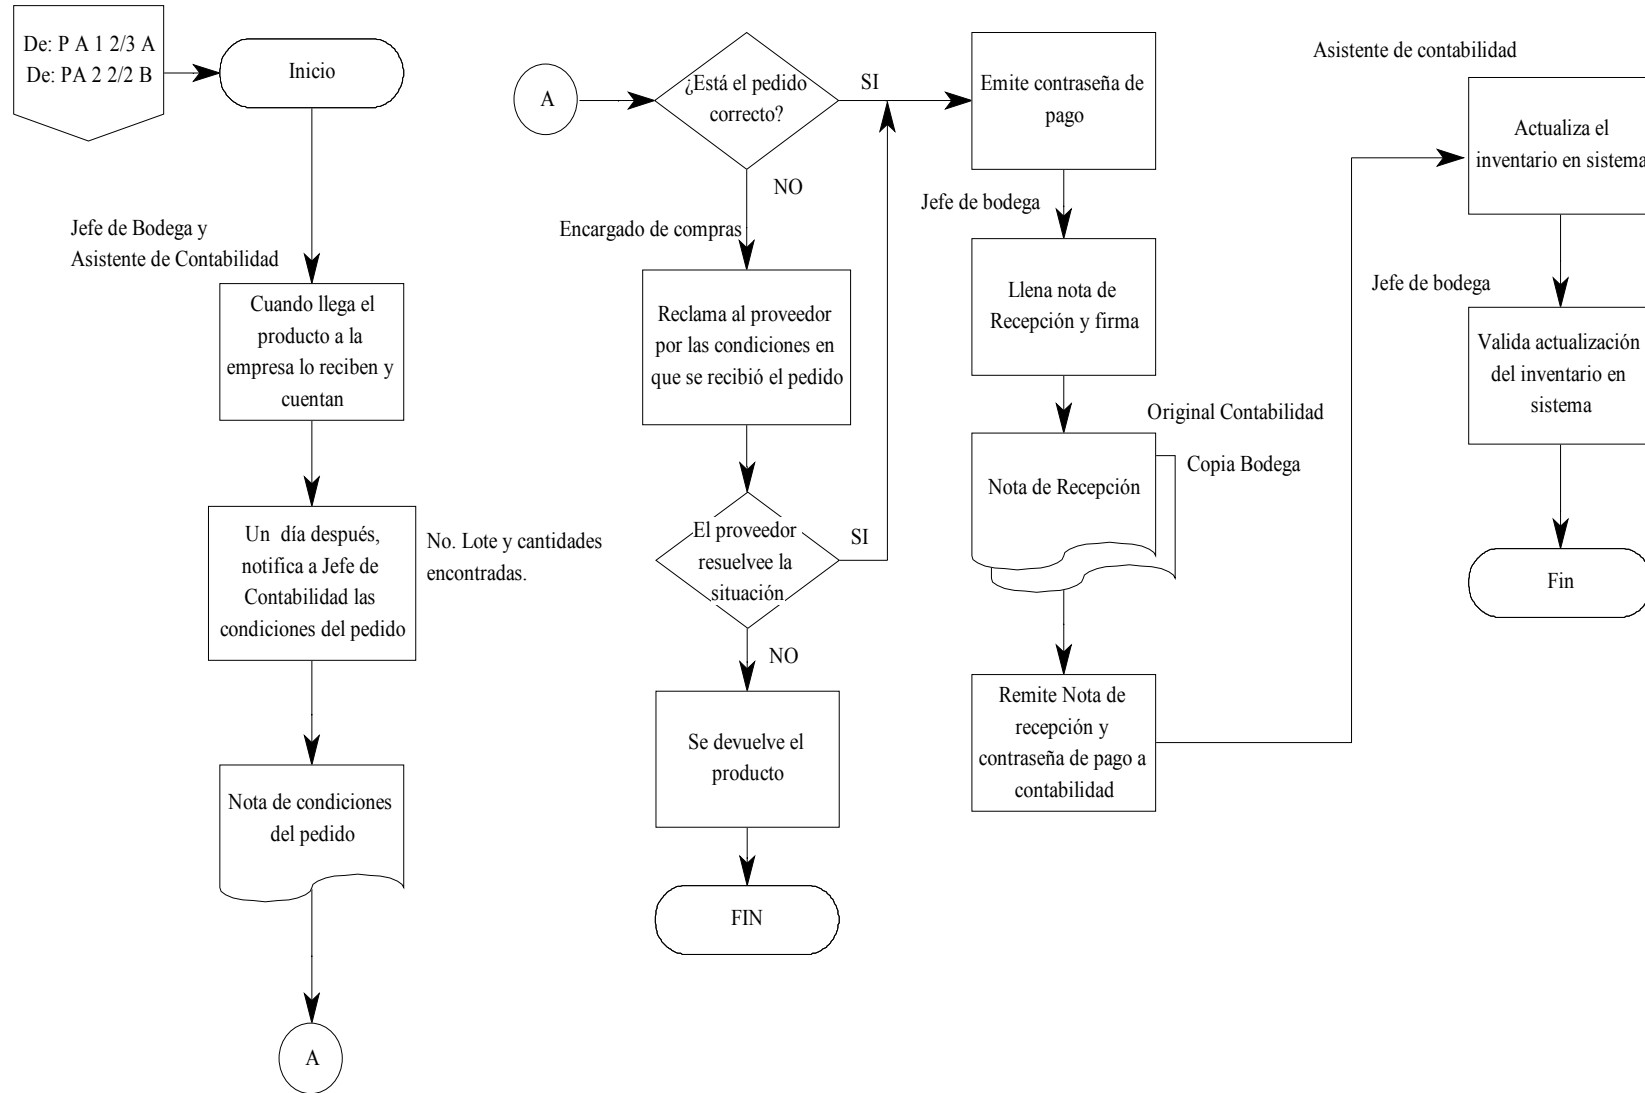 De: P A 1 2/3 A
De: PA 2 2/2 B
Inicio
Jefe de Bodega y
Asistente de Contabilidad
Cuando llega el
producto a la
empresa lo reciben y
cuentan
Un día después,
notifica a Jefe de
Contabilidad las
condiciones del pedido
No. Lote y cantidades
encontradas.
Nota de condiciones
del pedido
A
A
¿Está el pedido
correcto?
SI
NO
Encargado de compras
Reclama al proveedor
por las condiciones en
que se recibió el pedido
El proveedor
resuelvee la
situación
SI
NO
Se devuelve el
producto
FIN
Emite contraseña de
pago
Jefe de bodega
Llena nota de
Recepción y firma
Original Contabilidad
Copia Bodega
Nota de Recepción
Remite Nota de
recepción y
contraseña de pago a
contabilidad
Asistente de contabilidad
Actualiza el
inventario en sistema
Jefe de bodega
Valida actualización
del inventario en
sistema
Fin